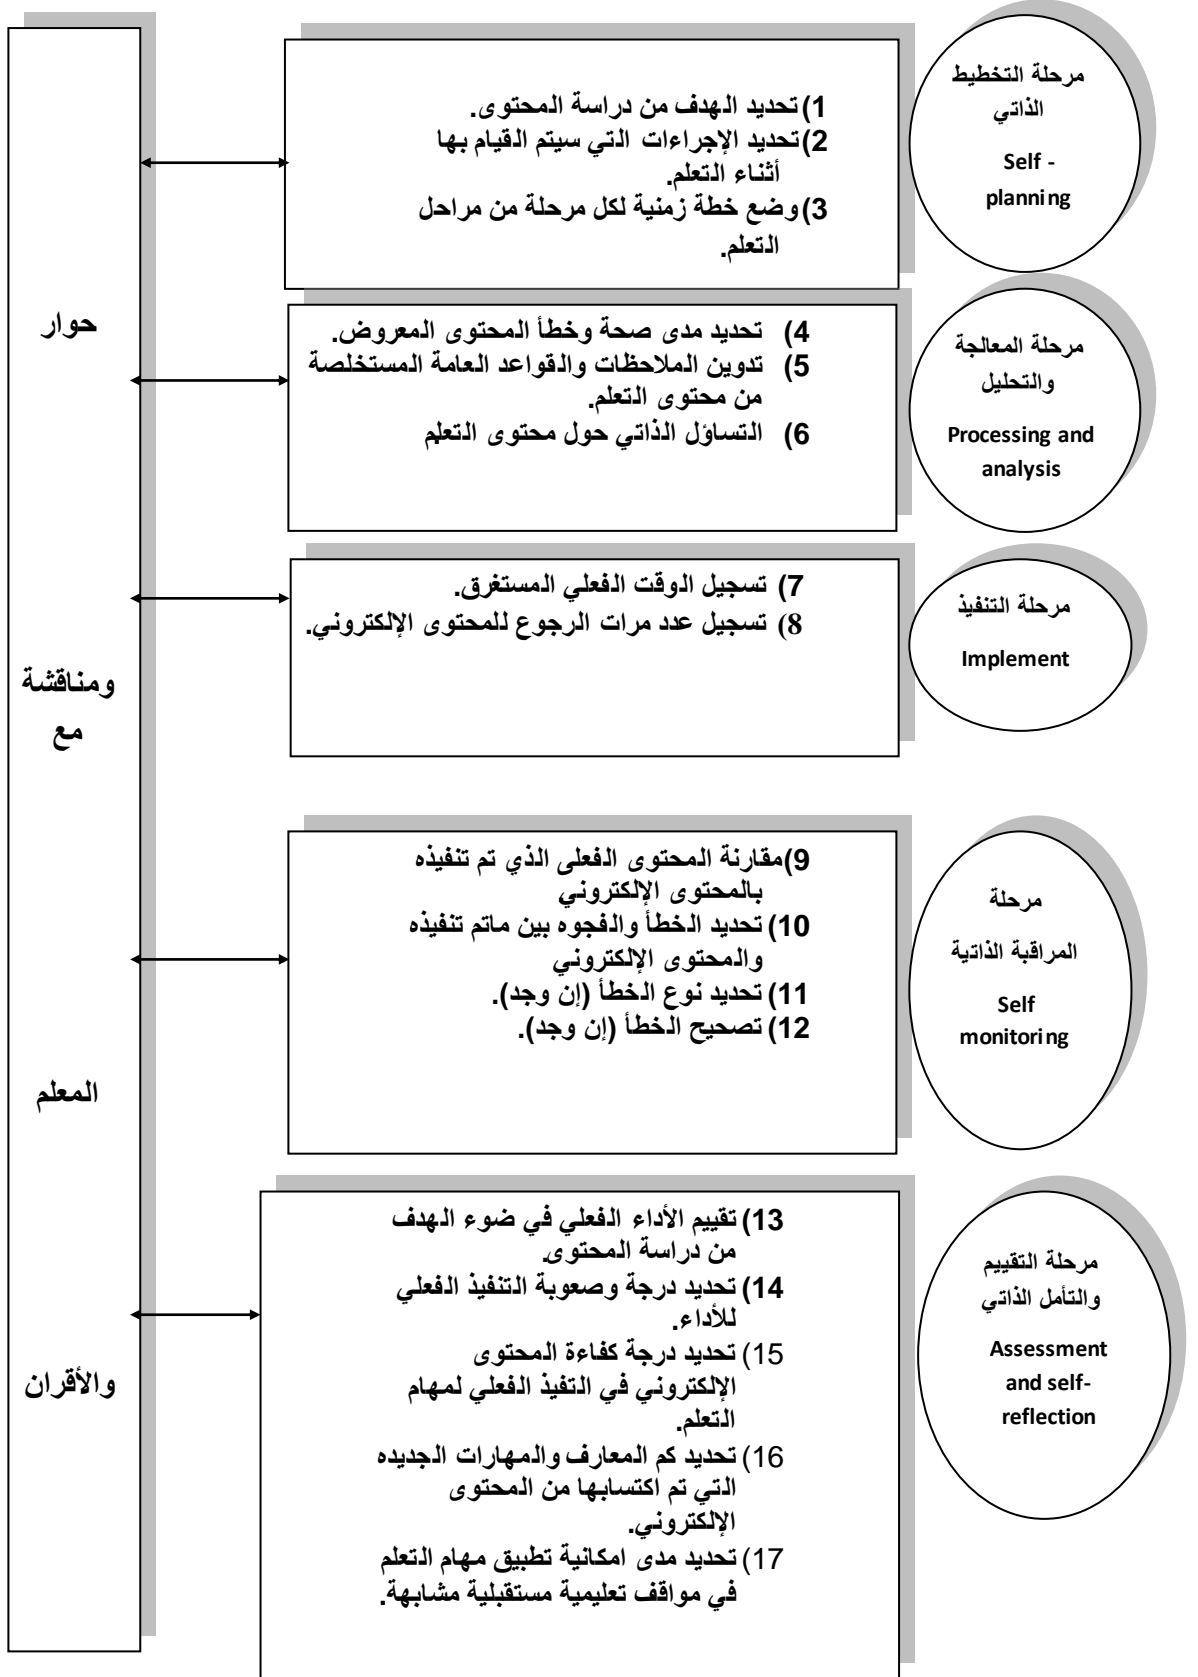 مرحلة التخطيط
الذاتي
Self -
planning
1) تحديد الهدف من دراسة المحتوى.
2) تحديد الإجراءات التي سيتم القيام بها
أثناء التعلم.
3) وضع خطة زمنية لكل مرحلة من مراحل
التعلم.
مرحلة المعالجة
والتحليل
Processing and
analysis
4) تحديد مدى صحة وخطأ المحتوى المعروض.
5) تدوين الملاحظات والقواعد العامة المستخلصة
من محتوى التعلم.
6) التساؤل الذاتي حول محتوى التعلم
مرحلة التنفيذ
Implement
7) تسجيل الوقت الفعلي المستغرق.
8) تسجيل عدد مرات الرجوع للمحتوى الإلكتروني.
مرحلة
المراقبة الذاتية
Self
monitoring
9) مقارنة المحتوى الفعلى الذي تم تنفيذه
بالمحتوى الإلكتروني
10) تحديد الخطأ والفجوه بين ماتم تنفيذه
والمحتوى الإلكتروني
11) تحديد نوع الخطأ (إن وجد).
12) تصحيح الخطأ (إن وجد).
مرحلة التقييم
والتأمل الذاتي
Assessment
and self-
reflection
13) تقييم الأداء الفعلي في ضوء الهدف
من دراسة المحتوى.
14) تحديد درجة وصعوبة التنفيذ الفعلي
للأداء.
15) تحديد درجة كفاءة المحتوى
الإلكتروني في التفيذ الفعلي لمهام
التعلم.
16) تحديد كم المعارف والمهارات الجديده
التي تم اكتسابها من المحتوى
الإلكتروني.
17) تحديد مدى امكانية تطبيق مهام التعلم
في مواقف تعليمية مستقبلية مشابهة.
حوار
ومناقشة
مع
المعلم
والأقران